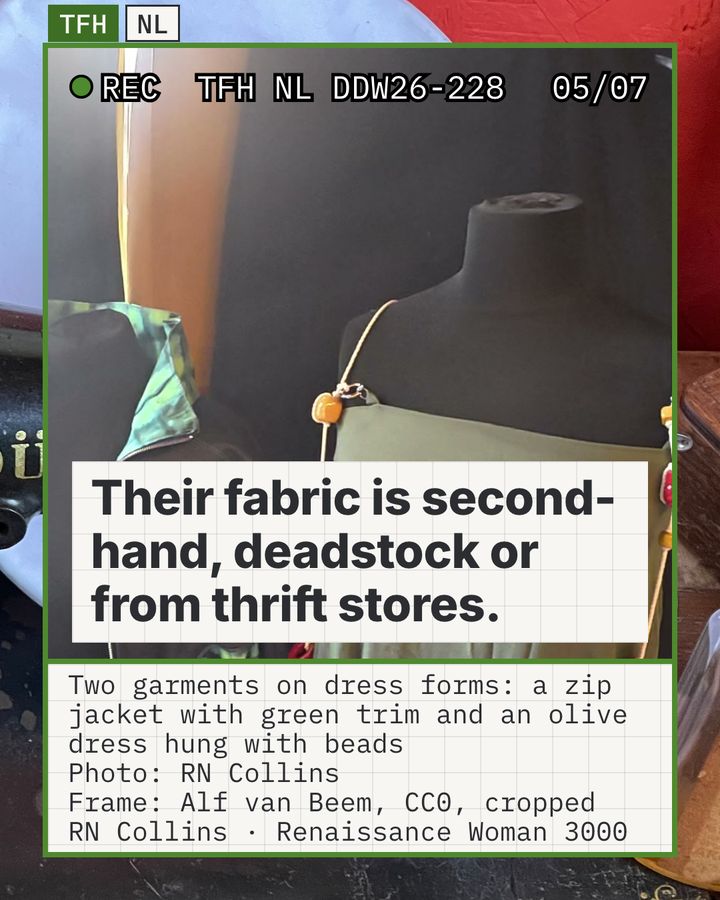 TFH NL
REC TFH NL DDW26-228 05/07
Their fabric is second-
hand, deadstock or
from thrift stores.
Two garments on dress forms: a zip
jacket with green trim and an olive
dress hung with beads
Photo: RN Collins
Frame: Alf van Beem, CC0, cropped
RN Collins · Renaissance Woman 3000